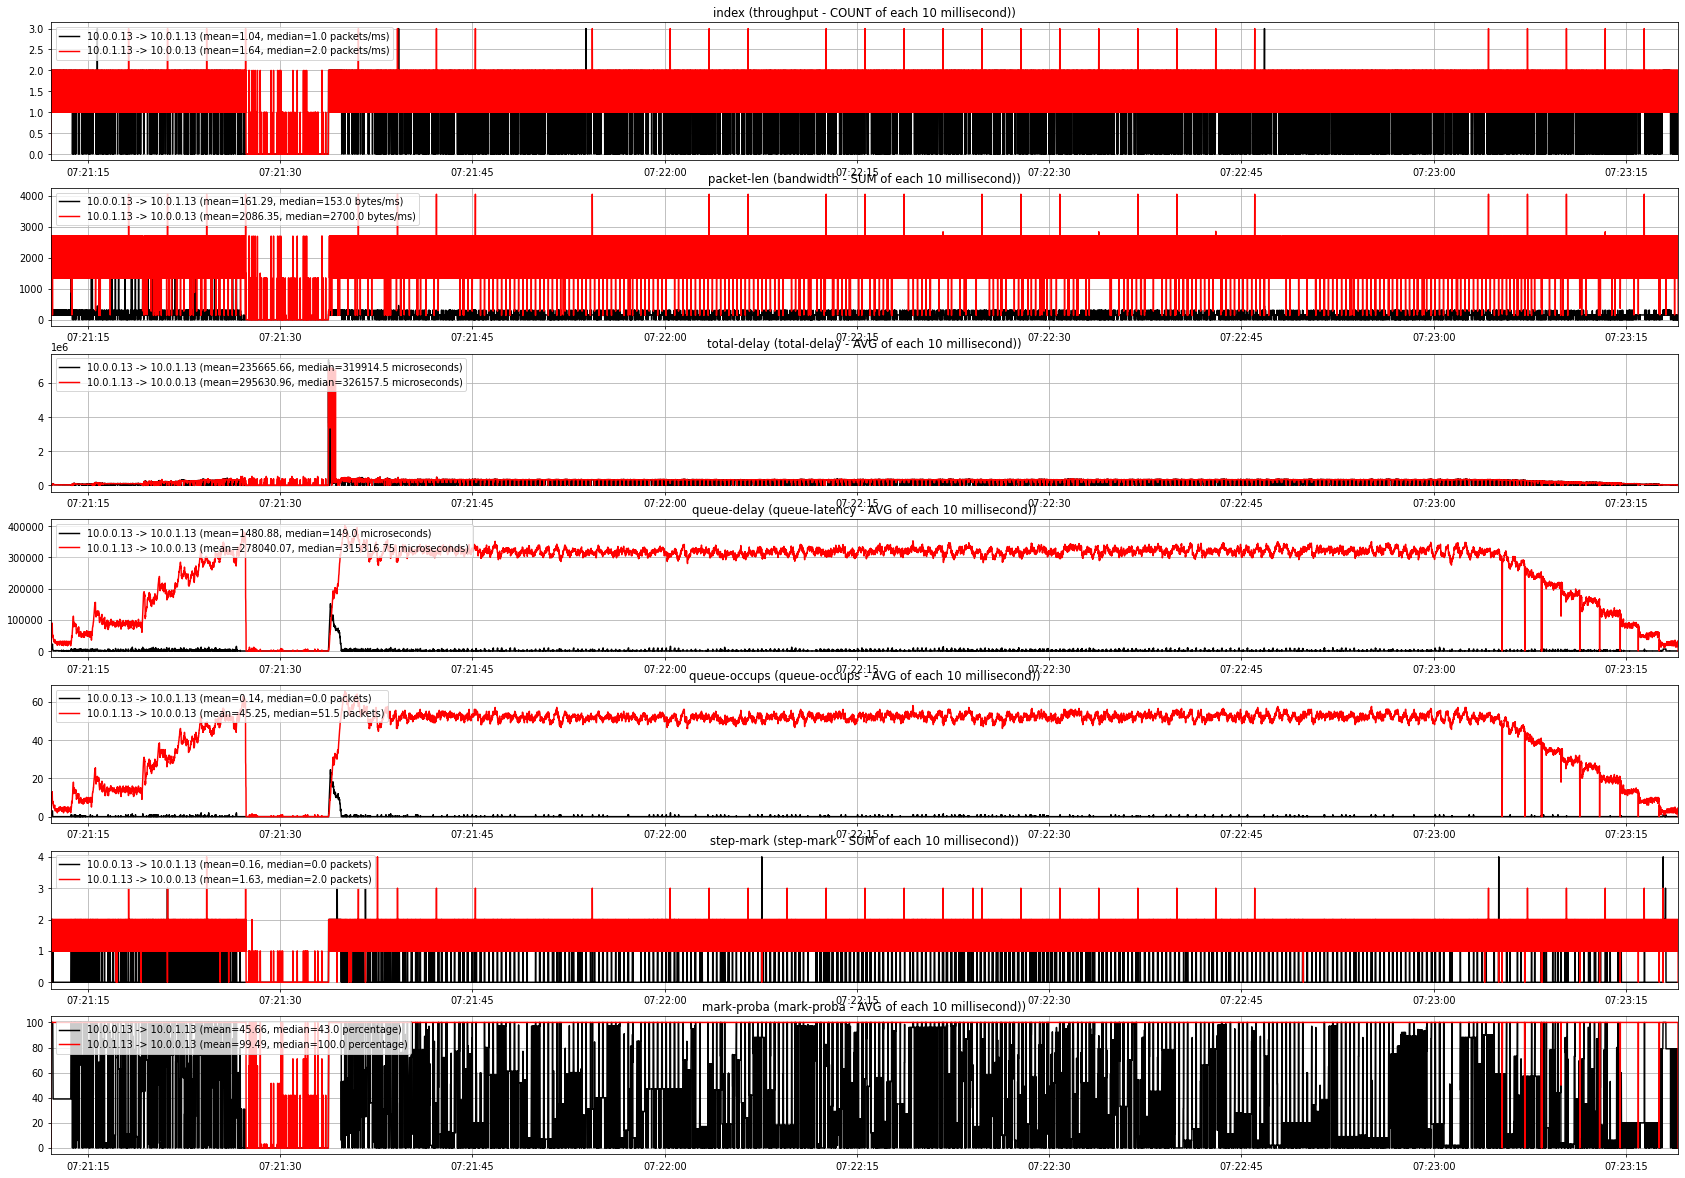 index (throughput - COUNT of each 10 millisecond))
3.0
2.5
2.0
1.5
1.0
0.5
0.0
10.0.0.13 -> 10.0.1.13 (mean=1.04, median=1.0 packets/ms)
10.0.1.13 -> 10.0.0.13 (mean=1.64, median=2.0 packets/ms)
07:21:15 07:21:30 07:21:45 07:22:00 07:22:15 07:22:30 07:22:45 07:23:00 07:23:15
packet-len (bandwidth - SUM of each 10 millisecond))
4000
3000
2000
1000
0
10.0.0.13 -> 10.0.1.13 (mean=161.29, median=153.0 bytes/ms)
10.0.1.13 -> 10.0.0.13 (mean=2086.35, median=2700.0 bytes/ms)
07:21:15 07:21:30 07:21:45 07:22:00 07:22:15 07:22:30 07:22:45 07:23:00 07:23:15
1e6
total-delay (total-delay - AVG of each 10 millisecond))
6
4
2
0
10.0.0.13 -> 10.0.1.13 (mean=235665.66, median=319914.5 microseconds)
10.0.1.13 -> 10.0.0.13 (mean=295630.96, median=326157.5 microseconds)
07:21:15 07:21:30 07:21:45 07:22:00 07:22:15 07:22:30 07:22:45 07:23:00 07:23:15
queue-delay (queue-latency - AVG of each 10 millisecond))
400000
300000
200000
100000
0
10.0.0.13 -> 10.0.1.13 (mean=1480.88, median=149.0 microseconds)
10.0.1.13 -> 10.0.0.13 (mean=278040.07, median=315316.75 microseconds)
07:21:15 07:21:30 07:21:45 07:22:00 07:22:15 07:22:30 07:22:45 07:23:00 07:23:15
queue-occups (queue-occups - AVG of each 10 millisecond))
60
40
20
0
10.0.0.13 -> 10.0.1.13 (mean=0.14, median=0.0 packets)
10.0.1.13 -> 10.0.0.13 (mean=45.25, median=51.5 packets)
07:21:15 07:21:30 07:21:45 07:22:00 07:22:15 07:22:30 07:22:45 07:23:00 07:23:15
step-mark (step-mark - SUM of each 10 millisecond))
4
3
2
1
0
10.0.0.13 -> 10.0.1.13 (mean=0.16, median=0.0 packets)
10.0.1.13 -> 10.0.0.13 (mean=1.63, median=2.0 packets)
07:21:15 07:21:30 07:21:45 07:22:00 07:22:15 07:22:30 07:22:45 07:23:00 07:23:15
mark-proba (mark-proba - AVG of each 10 millisecond))
100
80
60
40
20
0
10.0.0.13 -> 10.0.1.13 (mean=45.66, median=43.0 percentage)
10.0.1.13 -> 10.0.0.13 (mean=99.49, median=100.0 percentage)
07:21:15 07:21:30 07:21:45 07:22:00 07:22:15 07:22:30 07:22:45 07:23:00 07:23:15